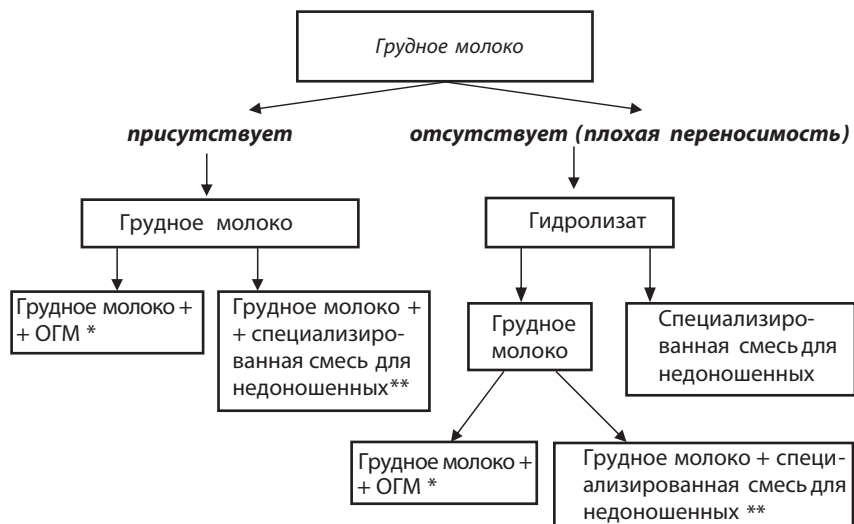 Грудное молоко
присутствует
отсутствует (плохая переносимость)
Грудное молоко
Гидролизат
Грудное молоко +
+ ОГМ *
Грудное молоко +
+ специализиро-
ванная смесь для
недоношенных**
Грудное
молоко
Специализиро-
ванная смесь для
недоношенных
Грудное молоко +
+ ОГМ *
Грудное молоко + специ-
ализированная смесь для
недоношенных **